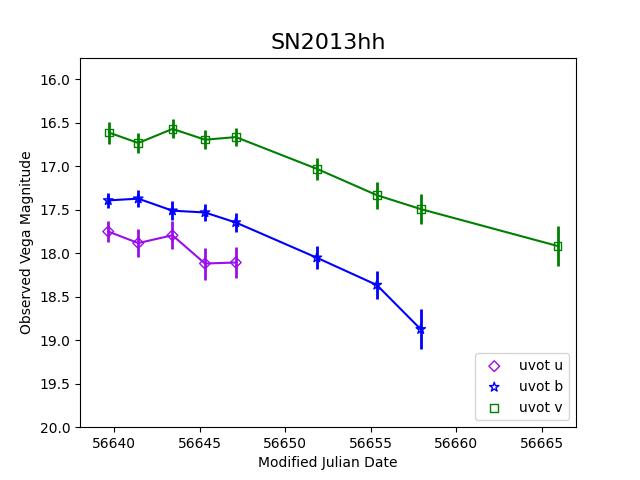 SN2013hh
Observed Vega Magnitude
16.0
16.5
17.0
17.5
18.0
18.5
19.0
19.5
20.0
uvot u
uvot b
uvot v
56640
56645
56650
56655
56660
56665
Modified Julian Date